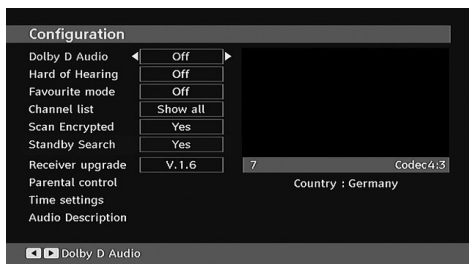 Configuration
Dolby D Audio Off
Hard of Hearing Off
Favourite mode Off
Channel list Show all
Scan Encrypted Yes
Standby Search Yes
Receiver upgrade V.1.6
Parental control
Time settings
Audio Description
7 Codec4:3
Country : Germany
Dolby D Audio